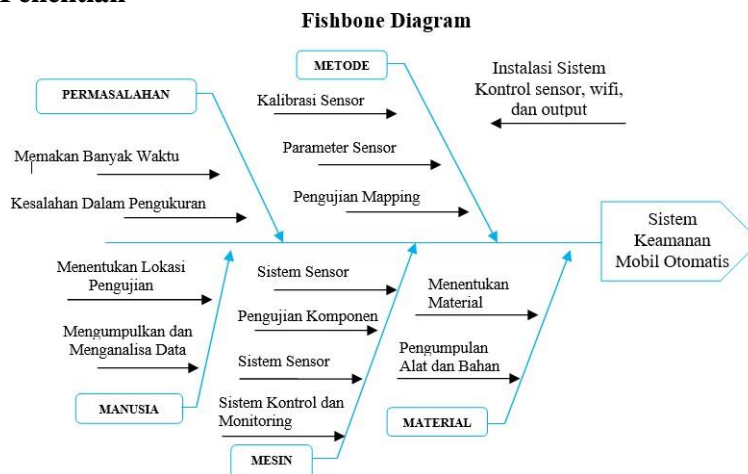 Penelitian
Fishbone Diagram
METODE
Instalasi Sistem
Kontrol sensor, wifi,
dan output
PERMASALAHAN
Kalibrasi Sensor
Parameter Sensor
Memakan Banyak Waktu
Kesalahan Dalam Pengukuran
Pengujian Mapping
Sistem
Keamanan
Mobil Otomatis
Menentukan Lokasi
Pengujian
Mengumpulkan dan
Menganalisa Data
MANUSIA
Sistem Sensor
Pengujian Komponen
Sistem Sensor
Sistem Kontrol dan
Monitoring
MESIN
Menentukan
Material
Pengumpulan
Alat dan Bahan
MATERIAL